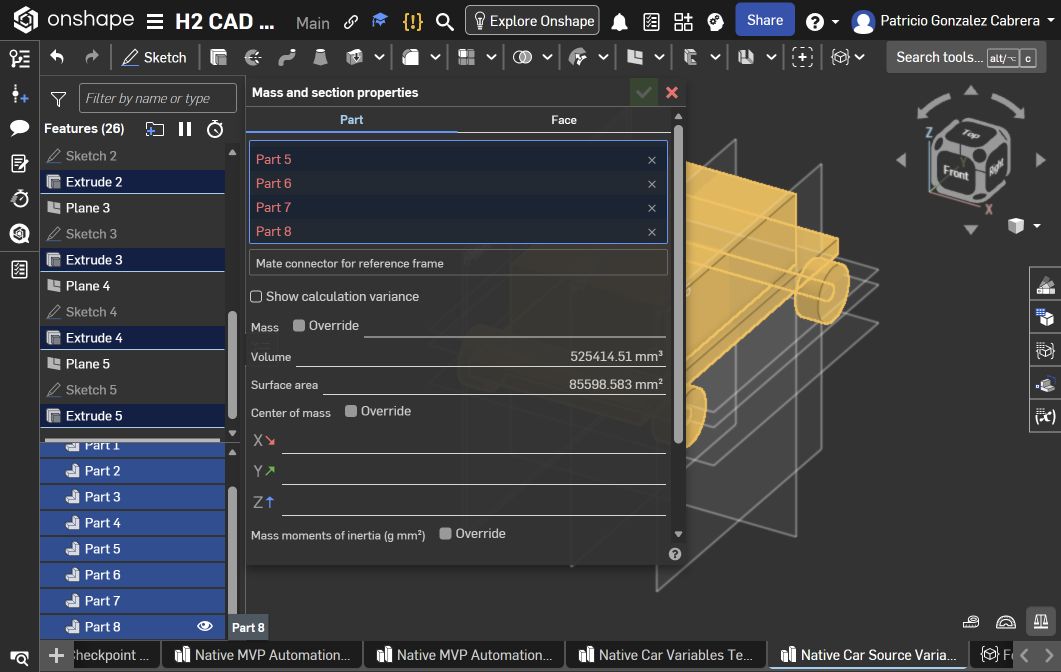 onshape
H2 CAD ...
Main
{!}
Explore Onshape
Share
Patricio Gonzalez Cabrera
Sketch
Search tools...
alt/⌥
c
Filter by name or type
Features (26)
Sketch 2
Extrude 2
Plane 3
Sketch 3
Extrude 3
Plane 4
Sketch 4
Extrude 4
Plane 5
Sketch 5
Extrude 5
Part 1
Part 2
Part 3
Part 4
Part 5
Part 6
Part 7
Part 8
Part 8
Mass and section properties
Part
Face
Part 5
Part 6
Part 7
Part 8
Mate connector for reference frame
Show calculation variance
Mass
Override
Volume
525414.51 mm³
Surface area
85598.583 mm²
Center of mass
Override
X
Y
Z
Mass moments of inertia (g mm²)
Override
Z
Top
Y
Front
Right
X
Checkpoint ...
Native MVP Automation...
Native MVP Automation...
Native Car Variables Te...
Native Car Source Varia...